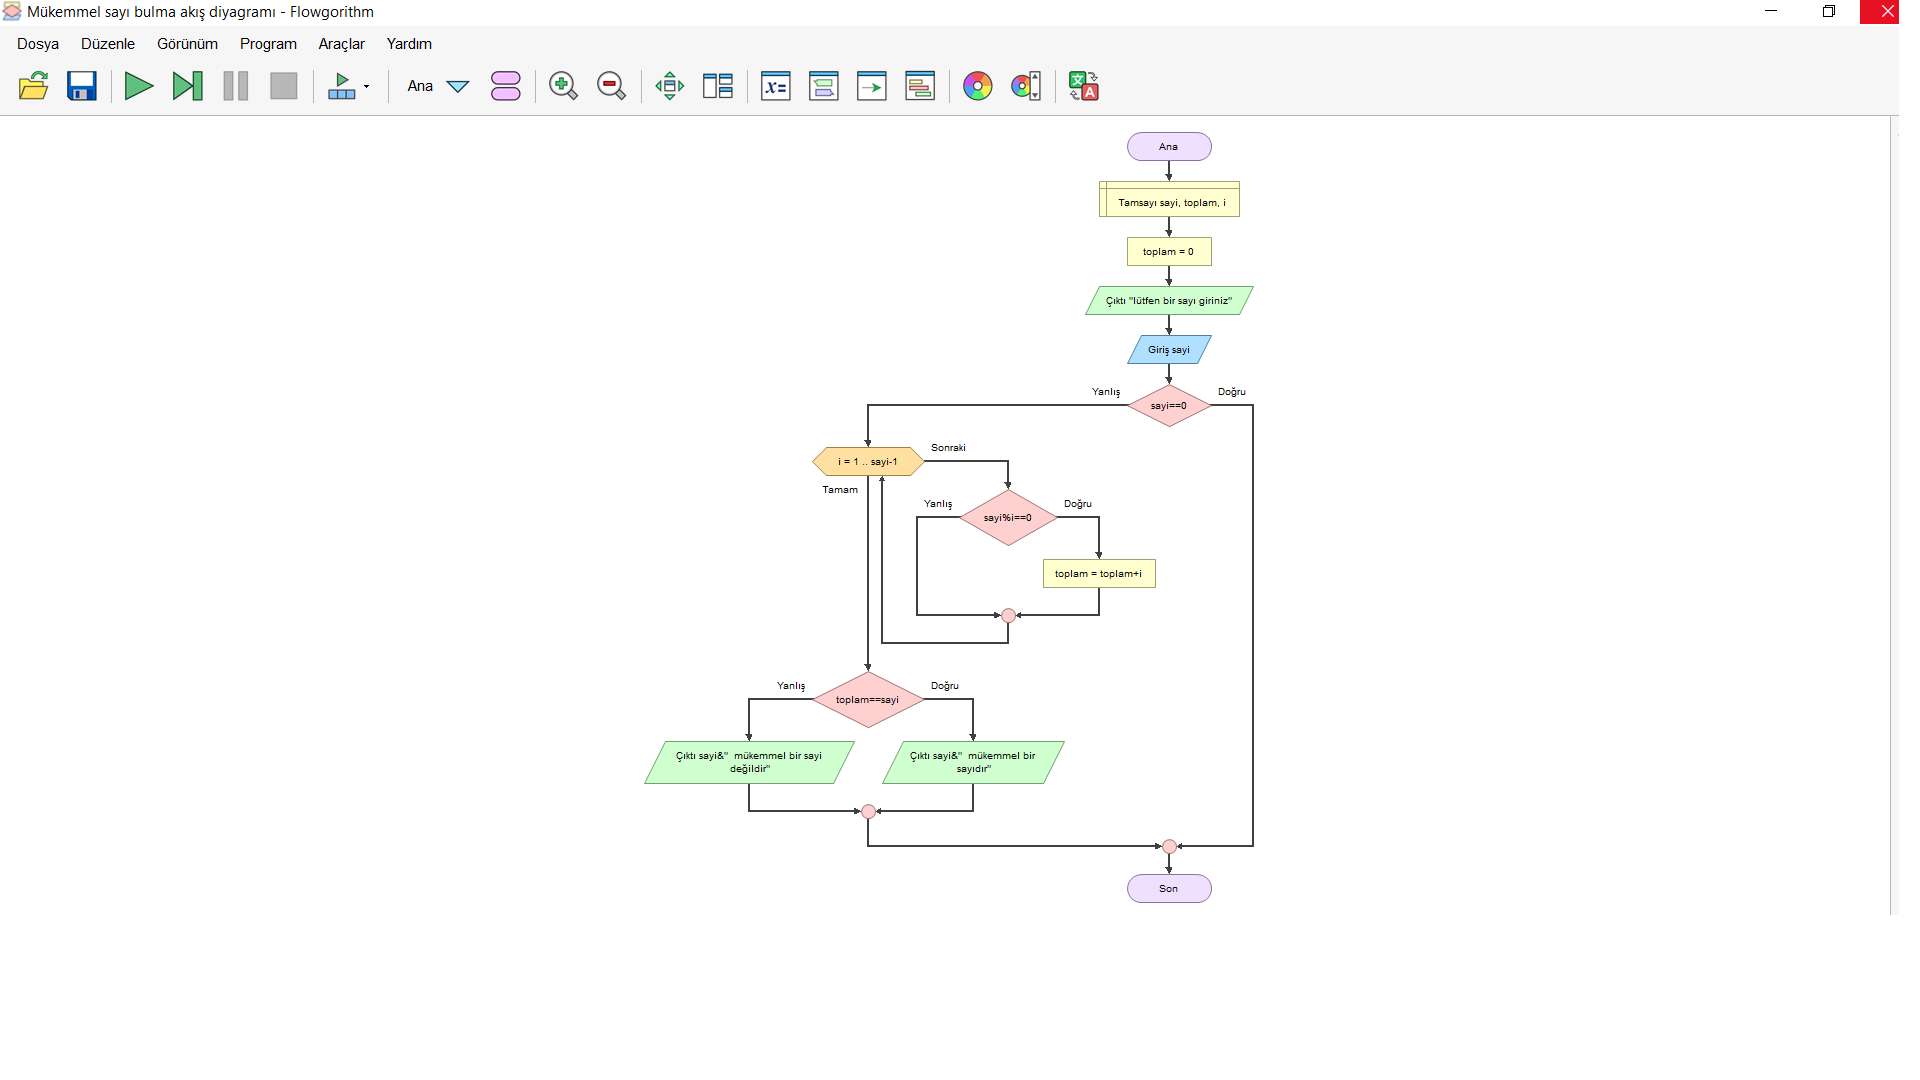 Mükemmel sayı bulma akış diyagramı - Flowgorithm
Dosya Düzenle Görünüm Program Araçlar Yardım
Ana
x=
文
A
Ana
Tamsayı sayi, toplam, i
toplam = 0
Çıktı "lütfen bir sayı giriniz"
Giriş sayi
Yanlış
Doğru
sayi==0
Sonraki
i = 1 .. sayi-1
Tamam
Yanlış
Doğru
sayi%i==0
toplam = toplam+i
Yanlış
Doğru
toplam==sayi
Çıktı sayi&"  mükemmel bir sayi
değildir"
Çıktı sayi&"  mükemmel bir
sayıdır"
Son